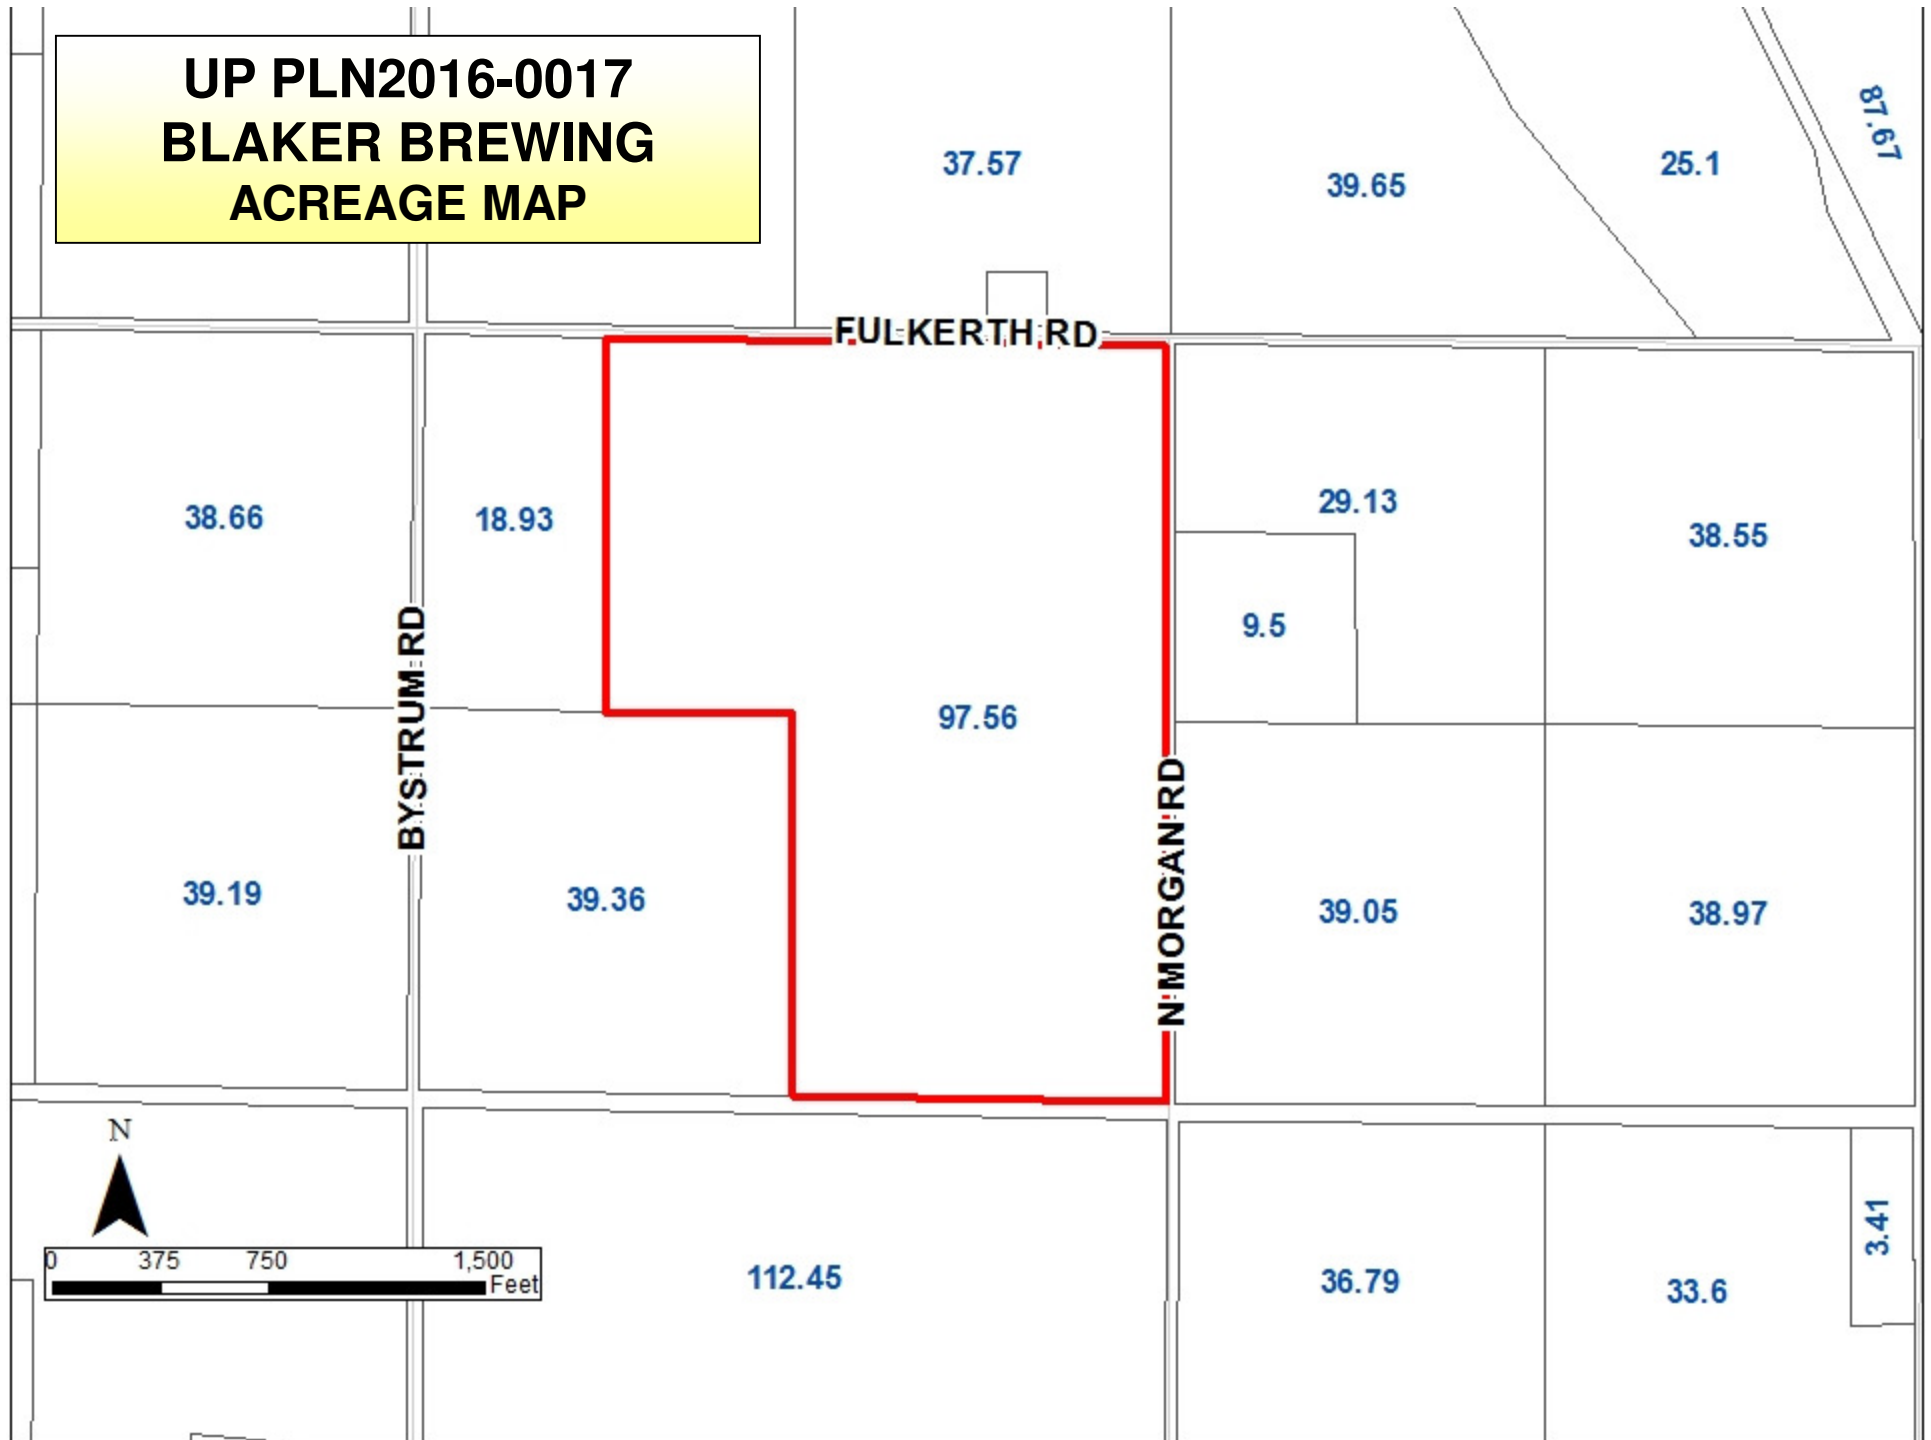 UP PLN2016-0017
BLAKER BREWING
ACREAGE MAP
37.57
39.65
25.1
87.67
FULKERTH RD
38.66
18.93
29.13
38.55
9.5
BYSTRUM RD
97.56
N MORGAN RD
39.19
39.36
39.05
38.97
N
0 375 750 1,500
Feet
112.45
36.79
33.6
3.41